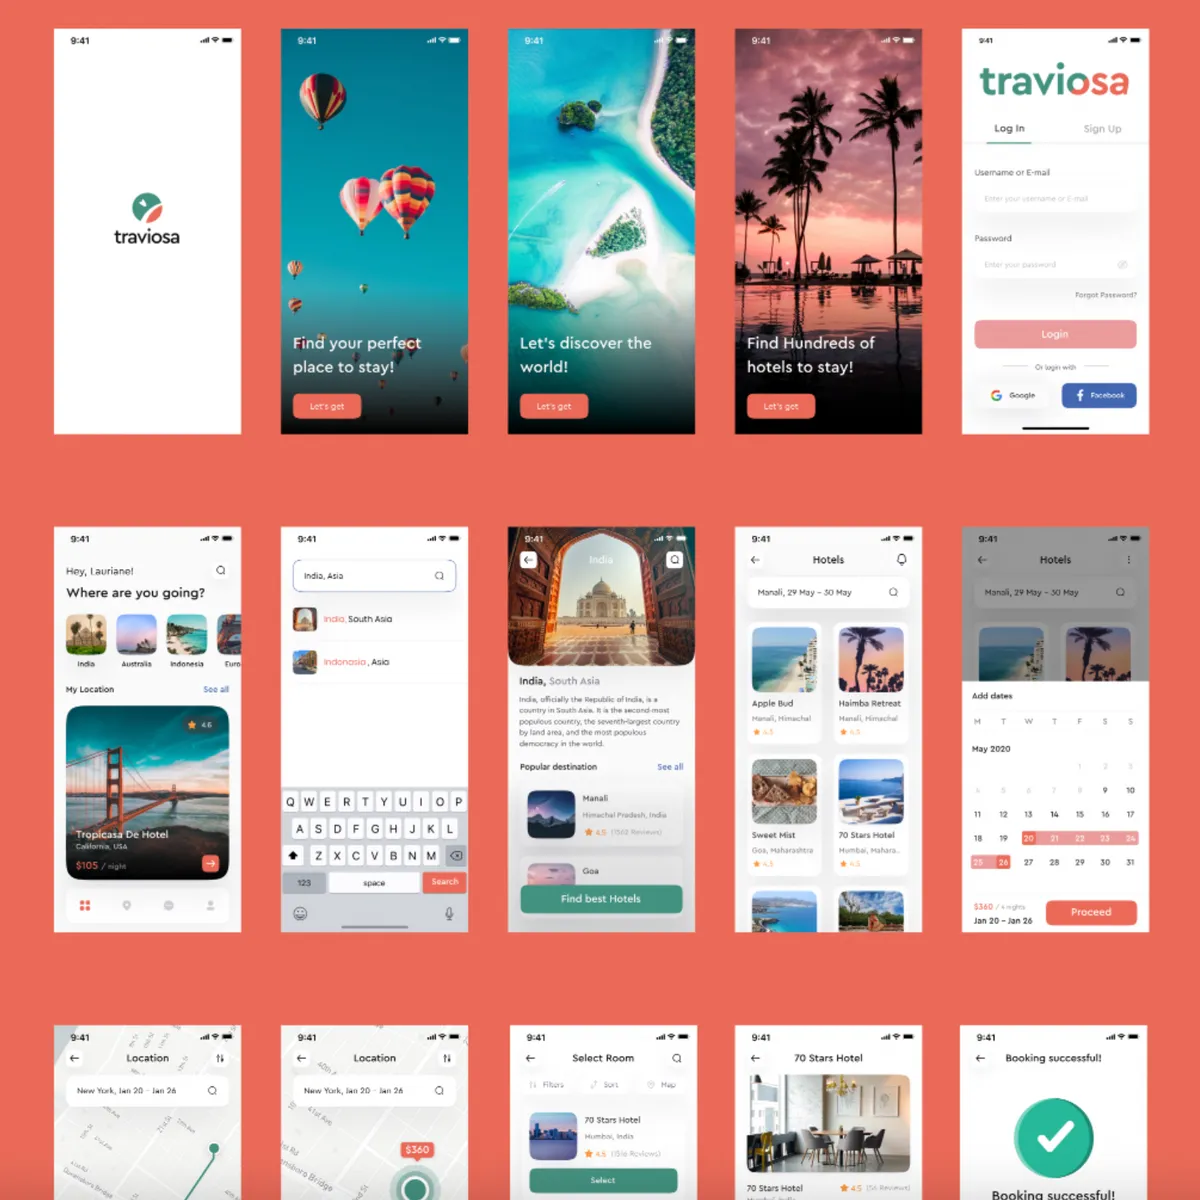 9:41
traviosa
9:41
Find your perfect
place to stay!
Let's get
9:41
Let's discover the
world!
Let's get
9:41
Find Hundreds of
hotels to stay!
Let's get
9:41
traviosa
Log In
Sign Up
Username or E-mail
Enter your username or E-mail
Password
Enter your password
Forgot Password?
Login
Or login with
Google
Facebook
9:41
Hey, Lauriane!
Where are you going?
India
Australia
Indonesia
Euro
My Location
See all
4.6
Tropicasa De Hotel
California, USA
$105 / night
9:41
India, Asia
India, South Asia
Indonasia, Asia
Q W E R T Y U I O P
A S D F G H J K L
Z X C V B N M
123
space
Search
9:41
India
India, South Asia
India, officially the Republic of India, is a
country in South Asia. It is the second-most
populous country, the seventh-largest country
by land area, and the most populous
democracy in the world.
Popular destination
See all
Manali
Himachal Pradesh, India
4.5
Goa
Find best Hotels
9:41
Hotels
Manali, 29 May - 30 May
Apple Bud
Manali, Himachal
4.5
Haimba Retreat
Manali, Himachal
4.5
Sweet Mist
Goa, Maharashtra
4.5
70 Stars Hotel
Mumbai, Mahara..
4.5
9:41
Hotels
Manali, 29 May - 30 May
Add dates
M T W T F S S
May 2020
1 2 3
4 5 6 7 8 9 10
11 12 13 14 15 16 17
18 19 20 21 22 23 24
25 26 27 28 29 30 31
$360 / 4 nights
Jan 20 - Jan 26
Proceed
9:41
Location
New York, Jan 20 - Jan 26
9:41
Location
New York, Jan 20 - Jan 26
41st Ave
$360
9:41
Select Room
Filters
Sort
Map
70 Stars Hotel
Mumbai, India
4.6
Select
9:41
70 Stars Hotel
70 Stars Hotel
4.5
9:41
Booking successful!
Booking successful!